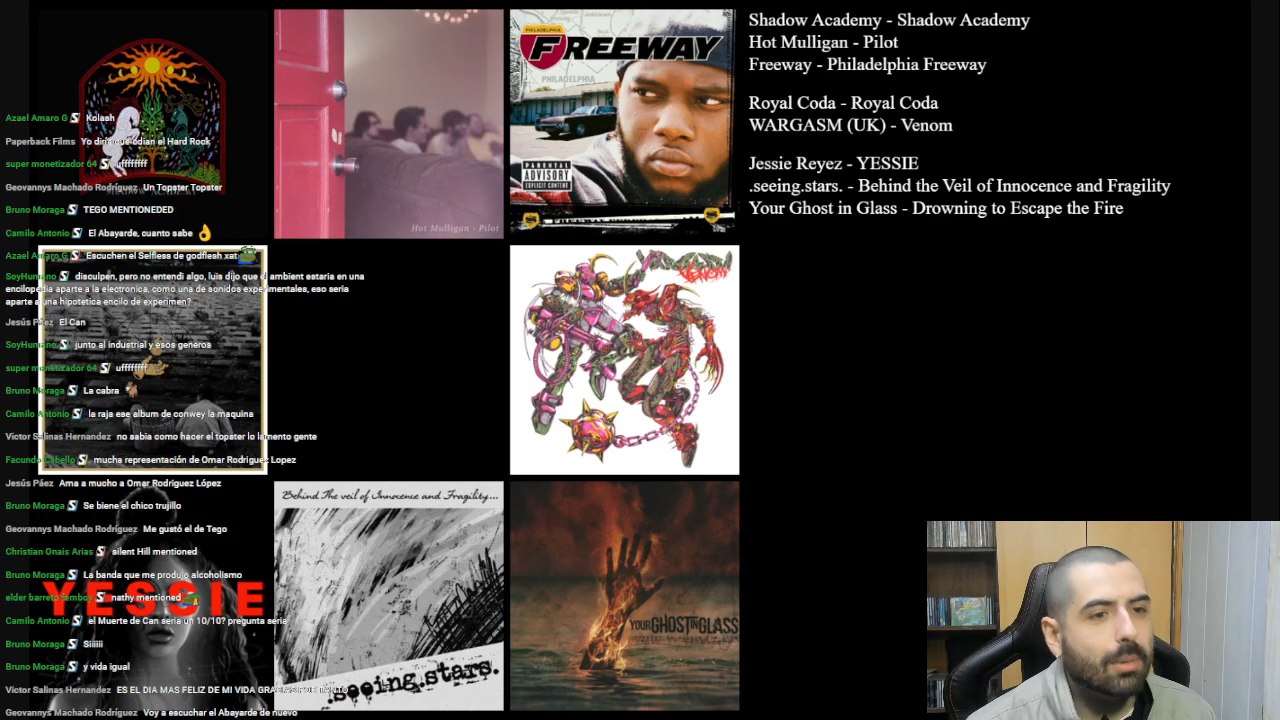 Azael Amaro G Kolash
Paperback Films Yo diría que odian el Hard Rock
super monetizador 64 uffffffff
Geovannys Machado Rodríguez Un Topster Topster
Bruno Moraga TEGO MENTIONEDED
Camilo Antonio El Abayarde, cuanto sabe
Azael Amaro G Escuchen el Selfless de godflesh xat
SoyHumano disculpen, pero no entendi algo, luis dijo que el ambient estaria en una
encilopedia aparte a la electronica, como una de sonidos experimentales, eso seria
aparte a una hipotetica encilo de experimen?
Jesús Páez El Can
SoyHumano junto al industrial y esos generos
super monetizador 64 uffffffff
Bruno Moraga La cabra
Camilo Antonio la raja ese album de convey la maquina
Victor Salinas Hernandez no sabia como hacer el topster lo lamento gente
Facundo Cabello mucha representación de Omar Rodriguez Lopez
Jesús Páez Ama a mucho a Omar Rodríguez López
Bruno Moraga Se biene el chico trujillo
Geovannys Machado Rodríguez Me gustó el de Tego
Christian Onais Arias silent Hill mentioned
Bruno Moraga La banda que me produjo alcoholismo
elder barreto nathy mentioned
Camilo Antonio el Muerte de Can seria un 10/10? pregunta seria
Bruno Moraga Siiiiii
Bruno Moraga y vida igual
Victor Salinas Hernandez ES EL DIA MAS FELIZ DE MI VIDA
Geovannys Machado Rodríguez Voy a escuchar el Abayarde de nuevo
YESSIE
Hot Mulligan - Pilot
PHILADELPHIA
FREEWAY
PHILADELPHIA
PARENTAL
ADVISORY
EXPLICIT CONTENT
VENOM
Behind The veil of Innocence and Fragility...
.seeing.stars.
YOUR GHOST IN GLASS
Shadow Academy - Shadow Academy
Hot Mulligan - Pilot
Freeway - Philadelphia Freeway
Royal Coda - Royal Coda
WARGASM (UK) - Venom
Jessie Reyez - YESSIE
.seeing.stars. - Behind the Veil of Innocence and Fragility
Your Ghost in Glass - Drowning to Escape the Fire